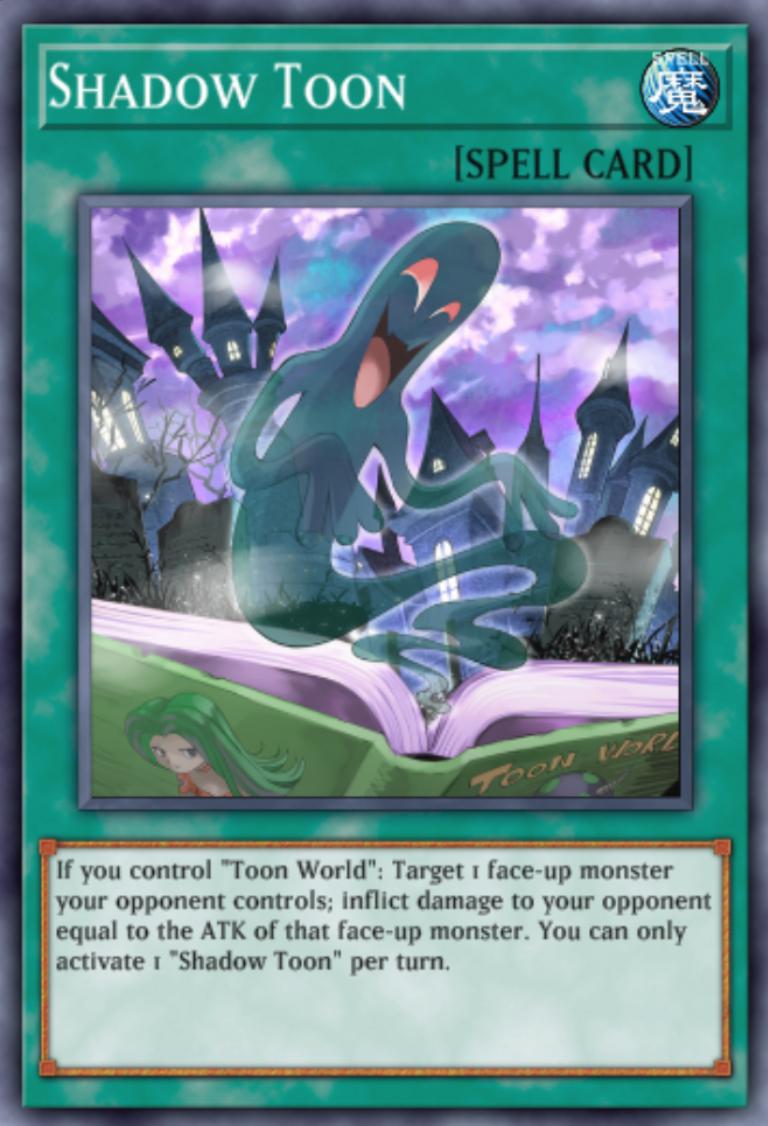 SHADOW TOON
SPELL
魔
[SPELL CARD]
TOON WORL
If you control "Toon World": Target 1 face-up monster
your opponent controls; inflict damage to your opponent
equal to the ATK of that face-up monster. You can only
activate 1 "Shadow Toon" per turn.